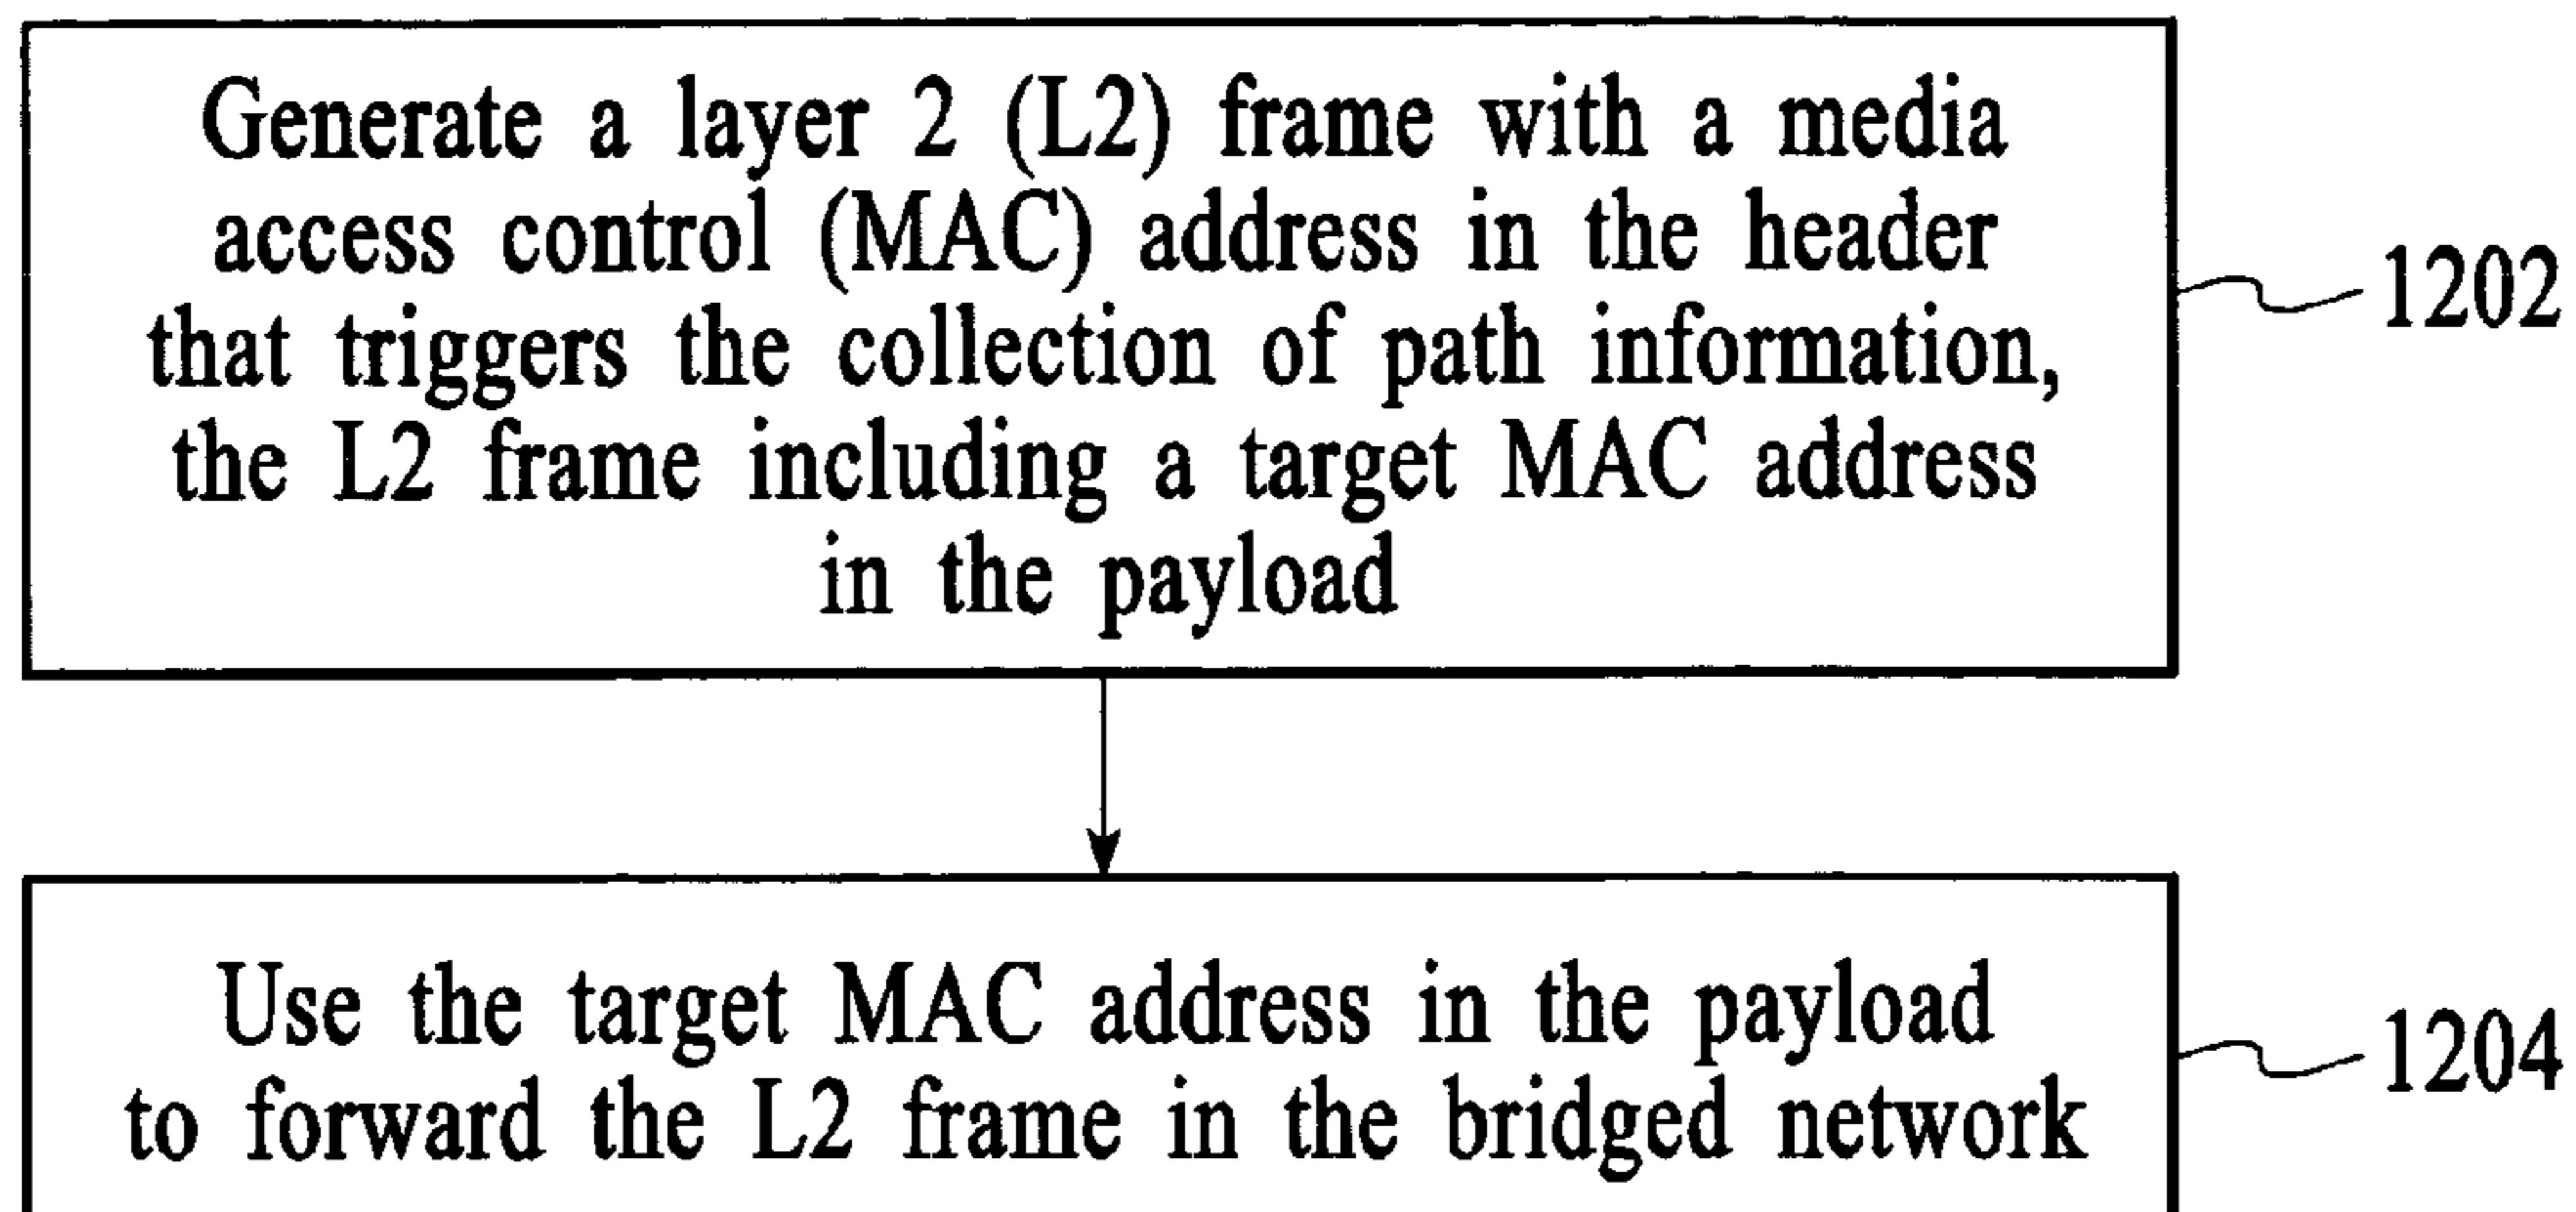 Generate a layer 2 (L2) frame with a media
access control (MAC) address in the header
that triggers the collection of path information,
the L2 frame including a target MAC address
in the payload
1202
Use the target MAC address in the payload
to forward the L2 frame in the bridged network
1204